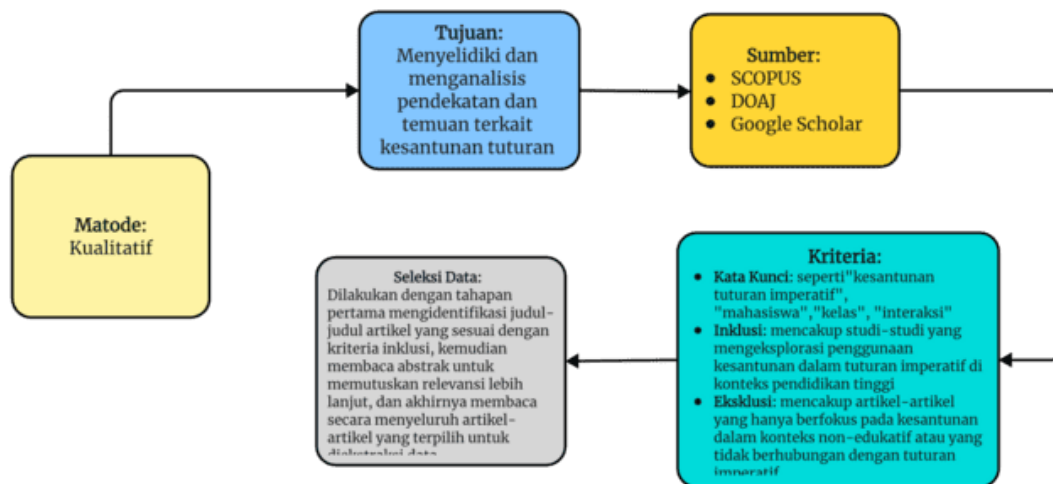 Matode:
Kualitatif
Tujuan:
Menyelidiki dan
menganalisis
pendekatan dan
temuan terkait
kesantunan tuturan
Sumber:
● SCOPUS
● DOAJ
● Google Scholar
Kriteria:
● Kata Kunci: seperti"kesantunan
tuturan imperatif",
"mahasiswa","kelas", "interaksi"
● Inklusi: mencakup studi-studi yang
mengeksplorasi penggunaan
kesantunan dalam tuturan imperatif di
konteks pendidikan tinggi
● Eksklusi: mencakup artikel-artikel
yang hanya berfokus pada kesantunan
dalam konteks non-edukatif atau yang
tidak berhubungan dengan tuturan
imperatif
Seleksi Data:
Dilakukan dengan tahapan
pertama mengidentifikasi judul-
judul artikel yang sesuai dengan
kriteria inklusi, kemudian
membaca abstrak untuk
memutuskan relevansi lebih
lanjut, dan akhirnya membaca
secara menyeluruh artikel-
artikel yang terpilih untuk
diekstraksi data